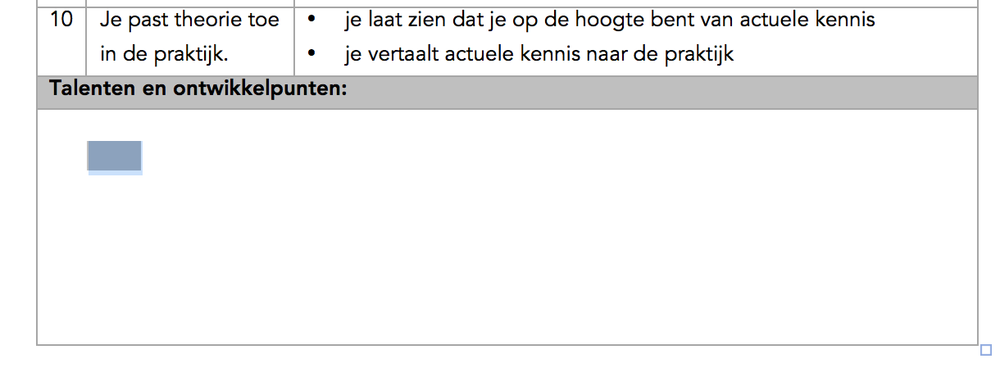 10 Je past theorie toe • je laat zien dat je op de hoogte bent van actuele kennis
in de praktijk. • je vertaalt actuele kennis naar de praktijk
Talenten en ontwikkelpunten: